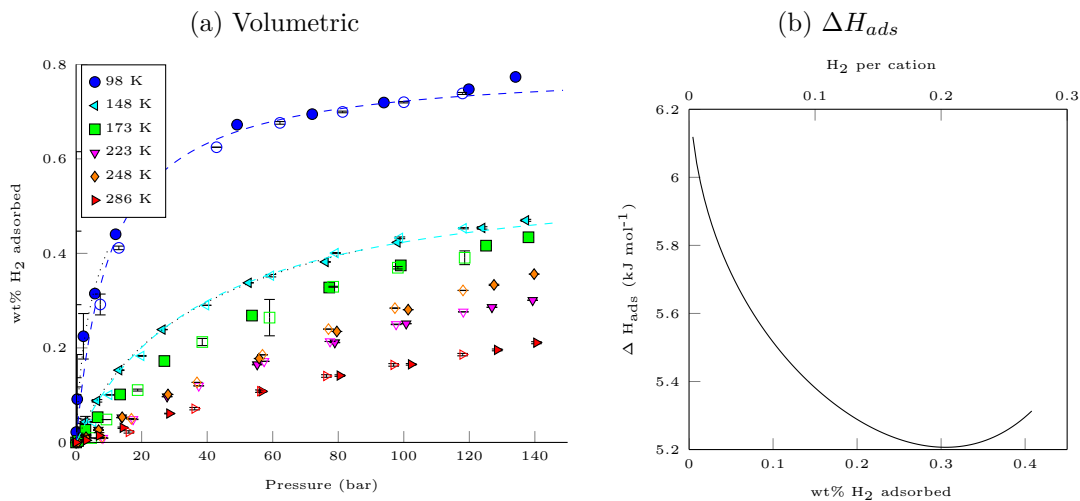 (a) Volumetric
0.8
0.6
0.4
0.2
0
wt% H2 adsorbed
98 K
148 K
173 K
223 K
248 K
286 K
0 20 40 60 80 100 120 140
Pressure (bar)
(b) ΔHads
H2 per cation
0 0.1 0.2 0.3
6.2
6
5.8
5.6
5.4
5.2
Δ Hads (kJ mol-1)
0 0.1 0.2 0.3 0.4
wt% H2 adsorbed